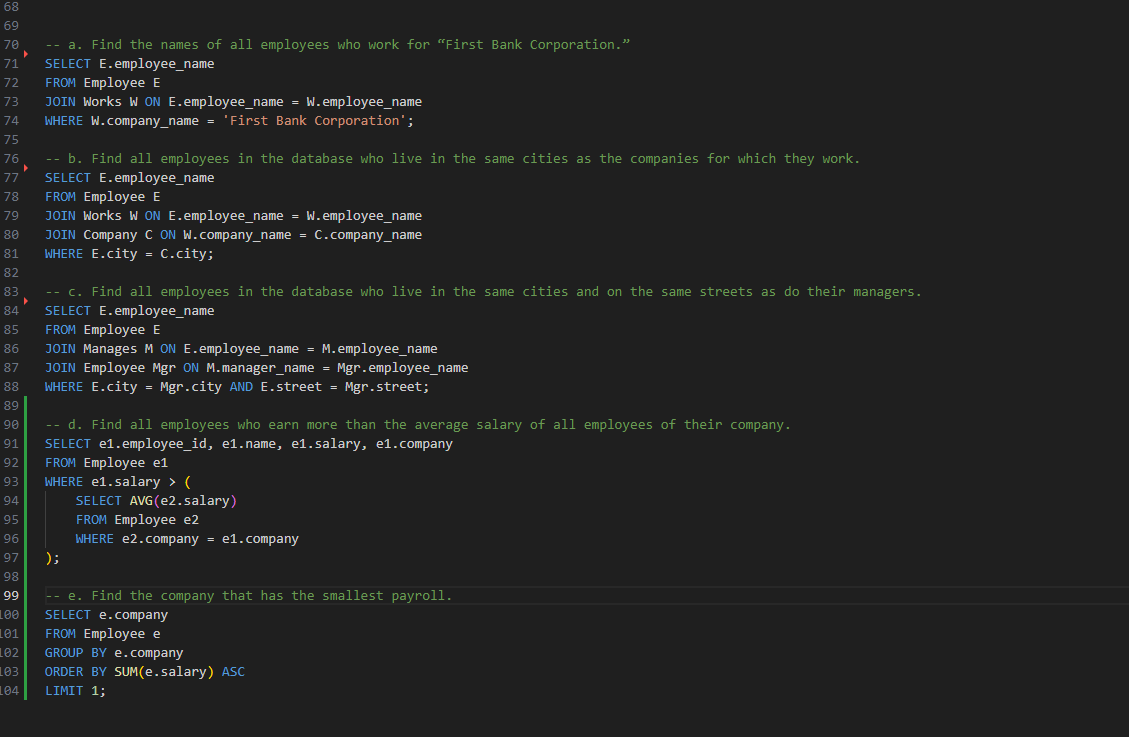 68
69
70 -- a. Find the names of all employees who work for “First Bank Corporation.”
71 SELECT E.employee_name
72 FROM Employee E
73 JOIN Works W ON E.employee_name = W.employee_name
74 WHERE W.company_name = 'First Bank Corporation';
75
76 -- b. Find all employees in the database who live in the same cities as the companies for which they work.
77 SELECT E.employee_name
78 FROM Employee E
79 JOIN Works W ON E.employee_name = W.employee_name
80 JOIN Company C ON W.company_name = C.company_name
81 WHERE E.city = C.city;
82
83 -- c. Find all employees in the database who live in the same cities and on the same streets as do their managers.
84 SELECT E.employee_name
85 FROM Employee E
86 JOIN Manages M ON E.employee_name = M.employee_name
87 JOIN Employee Mgr ON M.manager_name = Mgr.employee_name
88 WHERE E.city = Mgr.city AND E.street = Mgr.street;
89
90 -- d. Find all employees who earn more than the average salary of all employees of their company.
91 SELECT e1.employee_id, e1.name, e1.salary, e1.company
92 FROM Employee e1
93 WHERE e1.salary > (
94     SELECT AVG(e2.salary)
95     FROM Employee e2
96     WHERE e2.company = e1.company
97 );
98
99 -- e. Find the company that has the smallest payroll.
100 SELECT e.company
101 FROM Employee e
102 GROUP BY e.company
103 ORDER BY SUM(e.salary) ASC
104 LIMIT 1;